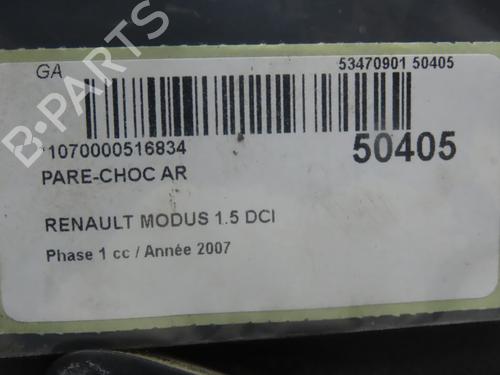 GA
53470901 50405
*1070000516834
50405
PARE-CHOC AR
RENAULT MODUS 1.5 DCI
Phase 1 cc / Année 2007
B-PARTS